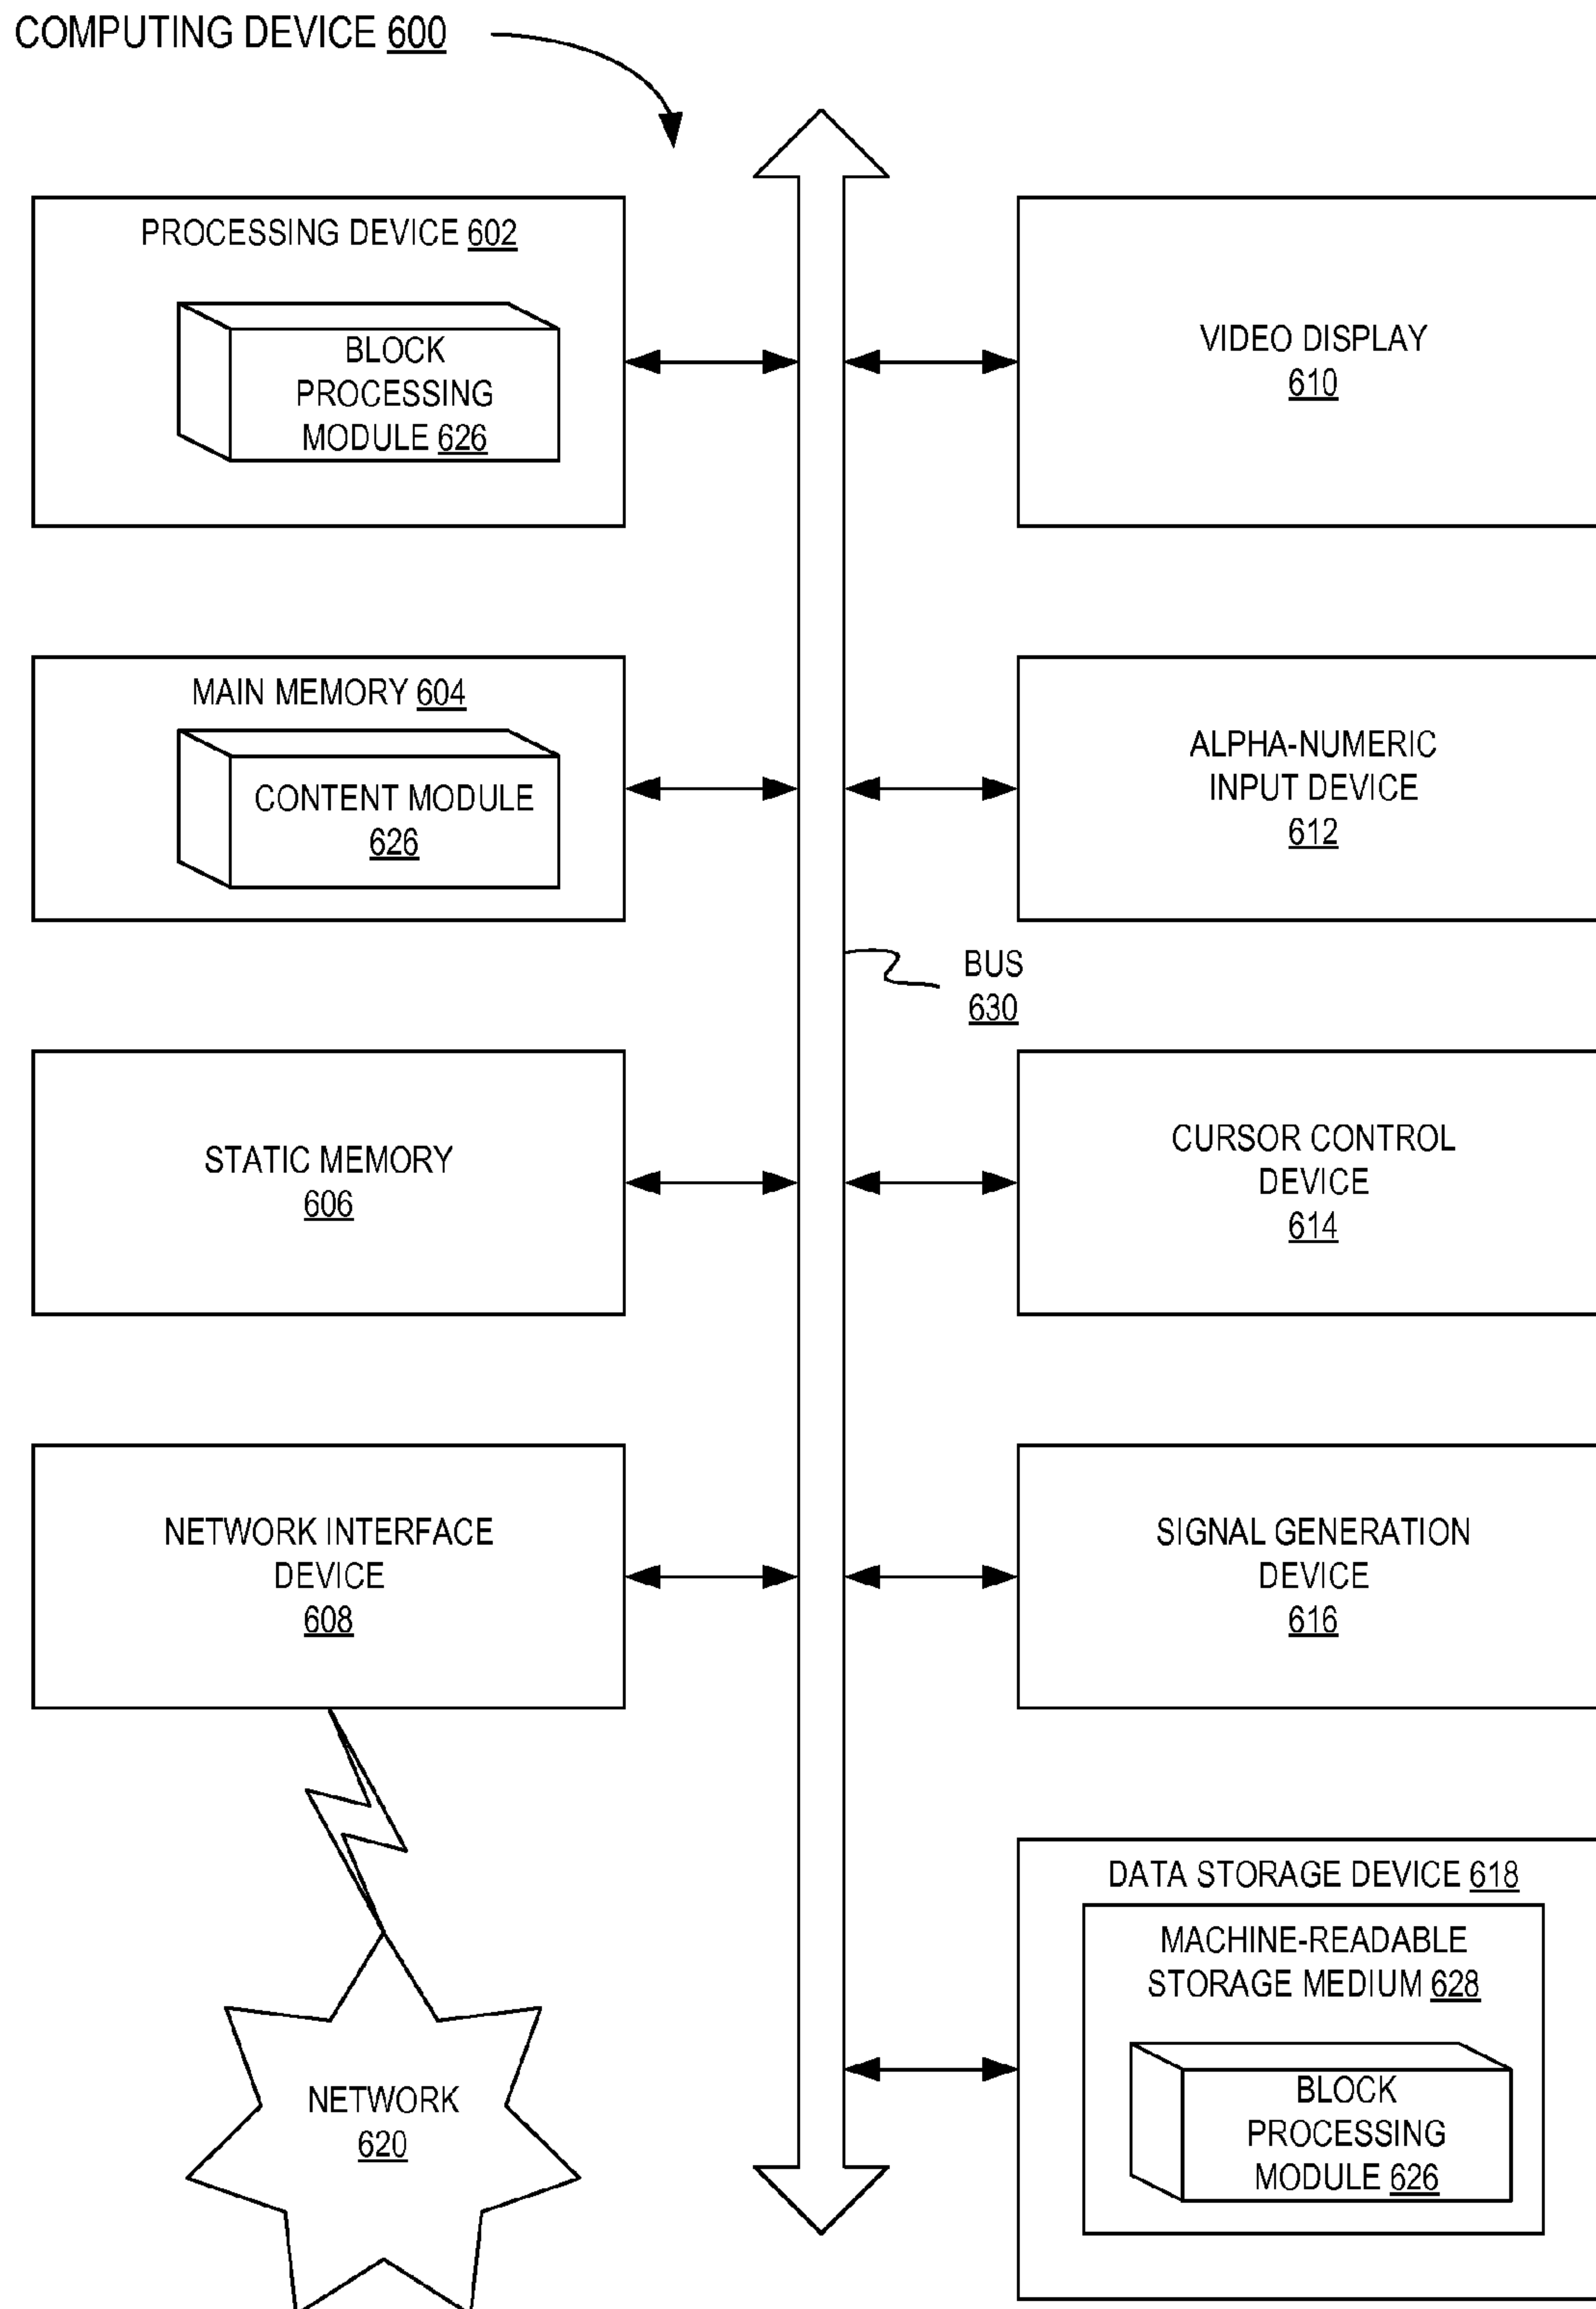 COMPUTING DEVICE 600
PROCESSING DEVICE 602
BLOCK
PROCESSING
MODULE 626
VIDEO DISPLAY
610
MAIN MEMORY 604
CONTENT MODULE
626
ALPHA-NUMERIC
INPUT DEVICE
612
BUS
630
STATIC MEMORY
606
CURSOR CONTROL
DEVICE
614
NETWORK INTERFACE
DEVICE
608
SIGNAL GENERATION
DEVICE
616
DATA STORAGE DEVICE 618
MACHINE-READABLE
STORAGE MEDIUM 628
BLOCK
PROCESSING
MODULE 626
NETWORK
620